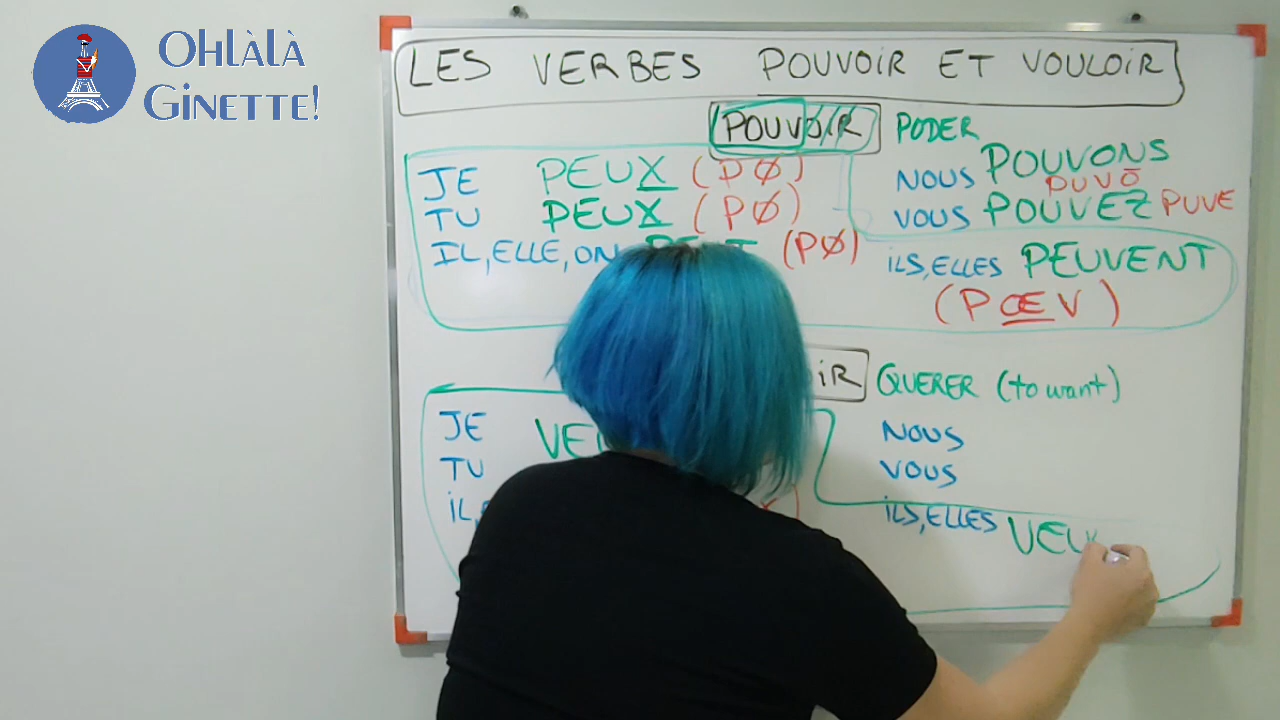 OHLÀLÀ
GINETTE!
LES VERBES POUVOIR ET VOULOIR
POUVOIR PODER
JE PEUX (PØ)
TU PEUX (PØ)
IL, ELLE, ON (PØ)
NOUS POUVONS
PUVÕ
VOUS POUVEZ PUVE
ILS, ELLES PEUVENT
(PŒV)
IR QUERER (to want)
JE
TU
IL,
NOUS
VOUS
ILS, ELLES